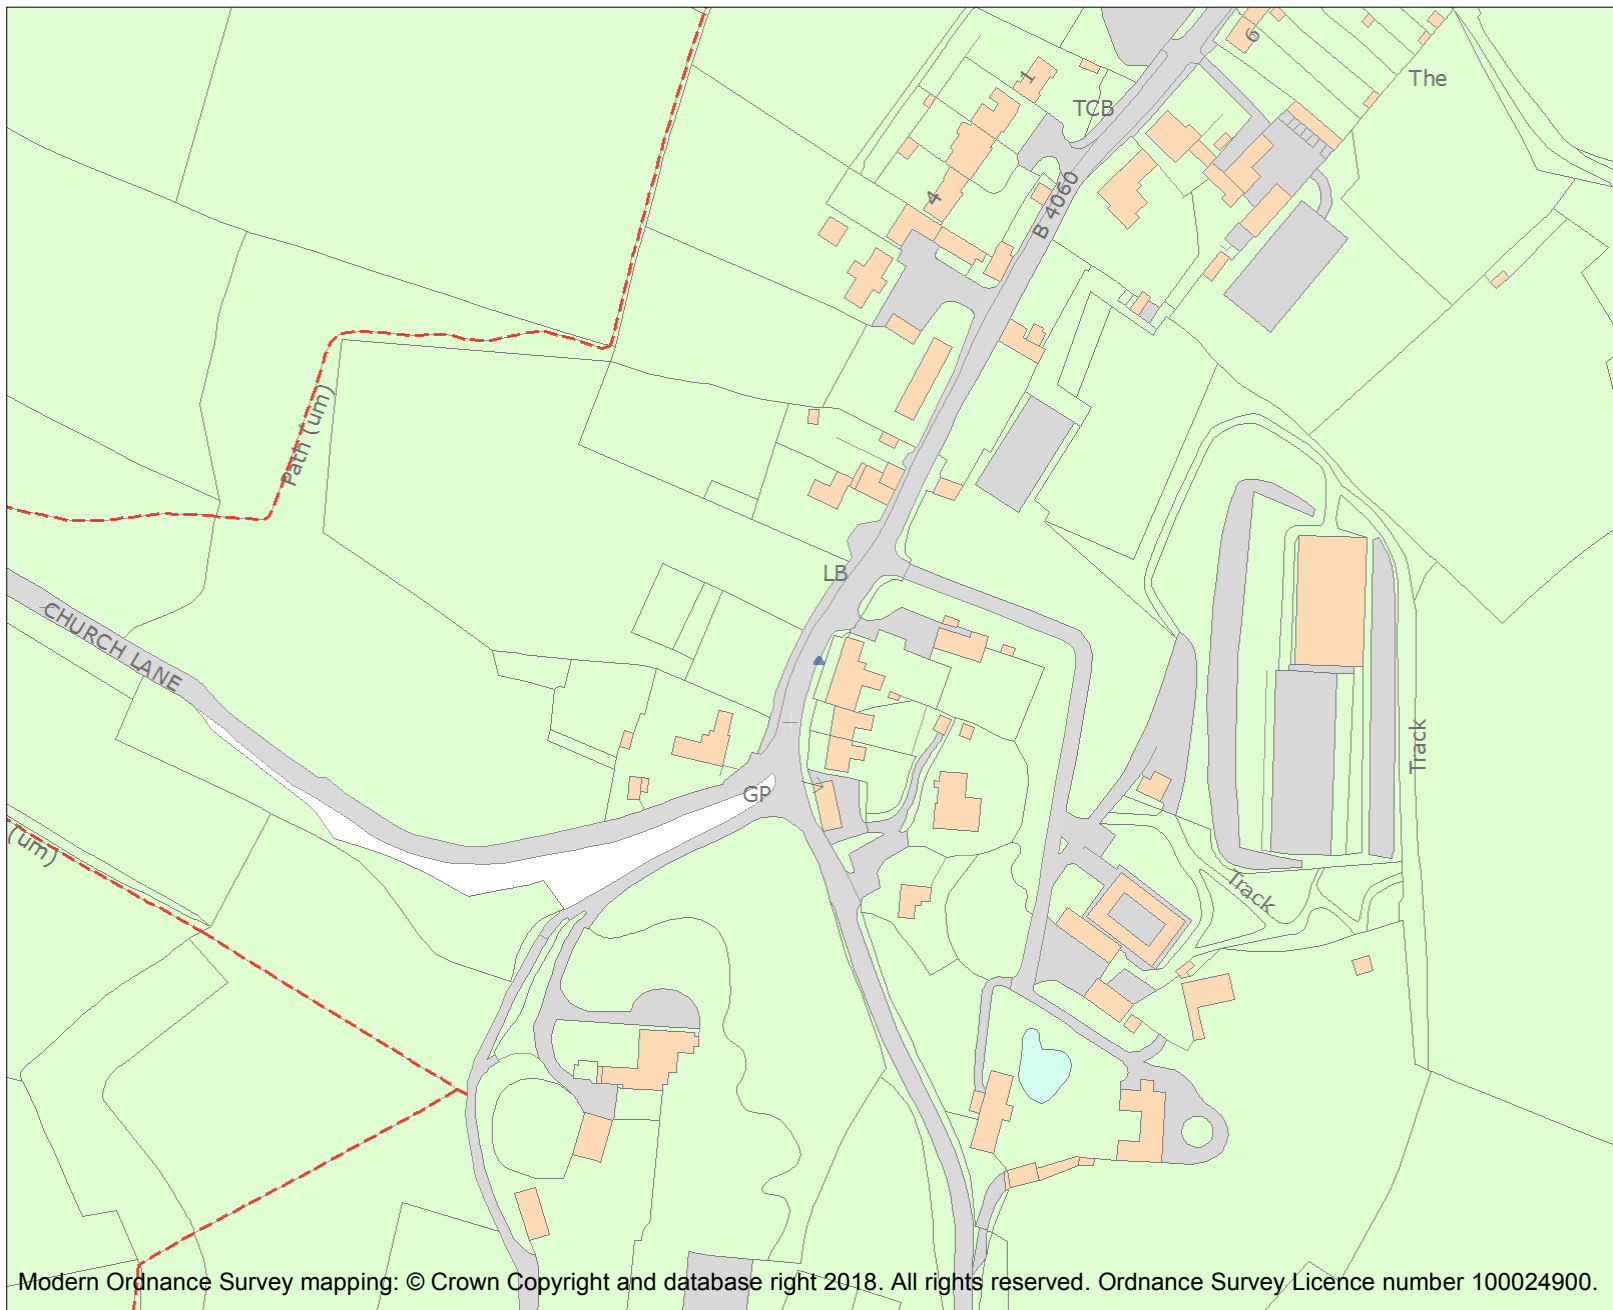 6
The
1
TCB
4
B 4060
Path (um)
LB
CHURCH LANE
Track
GP
(um)
Track
Modern Ordnance Survey mapping: © Crown Copyright and database right 2018. All rights reserved. Ordnance Survey Licence number 100024900.